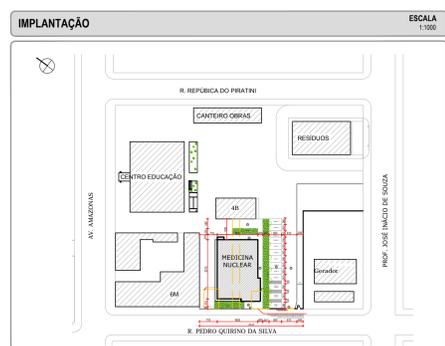 IMPLANTAÇÃO
ESCALA
1:1000
R. REPÚBICA DO PIRATINI
CANTEIRO OBRAS
RESÍDUOS
CENTRO EDUCAÇÃO
AV. AMAZONAS
PROF. JOSÉ INÁCIO DE SOUZA
4B
MEDICINA
NUCLEAR
Gerador
6M
R. PEDRO QUIRINO DA SILVA